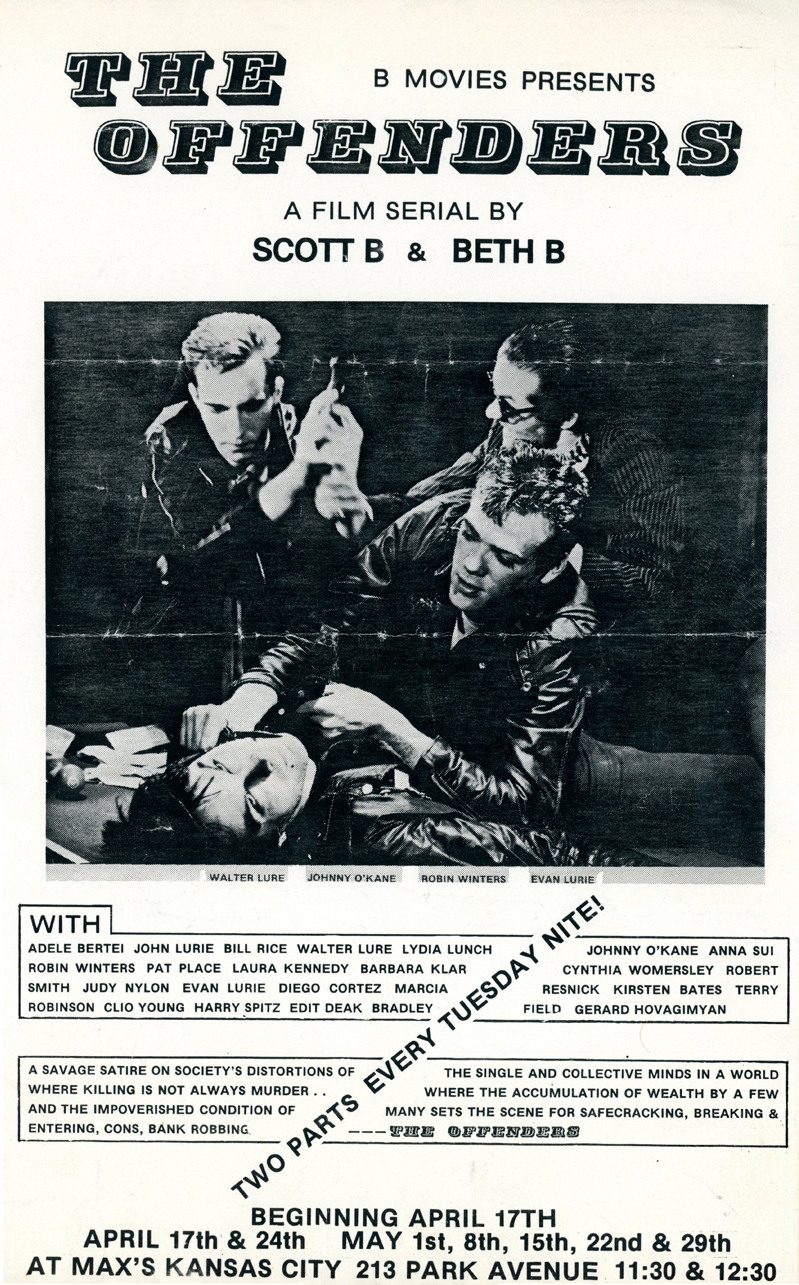 THE
B MOVIES PRESENTS
OFFENDERS
A FILM SERIAL BY
SCOTT B & BETH B
WALTER LURE JOHNNY O'KANE ROBIN WINTERS EVAN LURIE
WITH
ADELE BERTEI JOHN LURIE BILL RICE WALTER LURE LYDIA LUNCH JOHNNY O'KANE ANNA SUI
ROBIN WINTERS PAT PLACE LAURA KENNEDY BARBARA KLAR CYNTHIA WOMERSLEY ROBERT
SMITH JUDY NYLON EVAN LURIE DIEGO CORTEZ MARCIA RESNICK KIRSTEN BATES TERRY
ROBINSON CLIO YOUNG HARRY SPITZ EDIT DEAK BRADLEY FIELD GERARD HOVAGIMYAN
TWO PARTS EVERY TUESDAY NITE!
A SAVAGE SATIRE ON SOCIETY'S DISTORTIONS OF THE SINGLE AND COLLECTIVE MINDS IN A WORLD
WHERE KILLING IS NOT ALWAYS MURDER . . WHERE THE ACCUMULATION OF WEALTH BY A FEW
AND THE IMPOVERISHED CONDITION OF MANY SETS THE SCENE FOR SAFECRACKING, BREAKING &
ENTERING, CONS, BANK ROBBING. ---THE OFFENDERS
BEGINNING APRIL 17TH
APRIL 17th & 24th MAY 1st, 8th, 15th, 22nd & 29th
AT MAX'S KANSAS CITY 213 PARK AVENUE 11:30 & 12:30